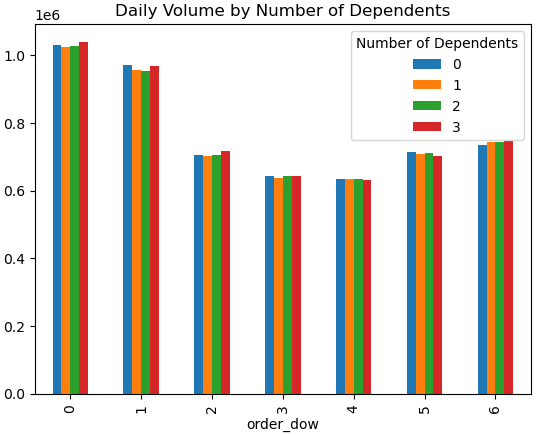 Daily Volume by Number of Dependents
1e6
Number of Dependents
0
1
2
3
1.0
0.8
0.6
0.4
0.2
0.0
0 1 2 3 4 5 6
order_dow